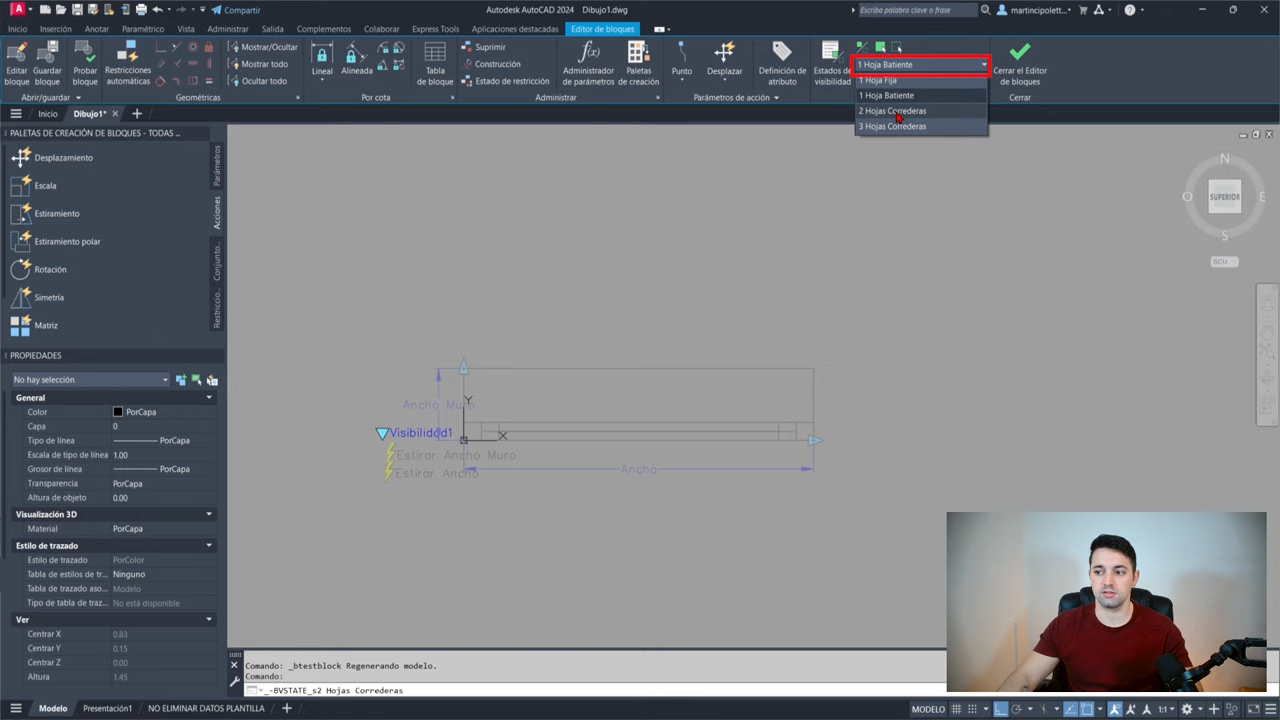 Compartir
Autodesk AutoCAD 2024 Dibujo1.dwg
Escriba palabra clave o frase
martincipolett...
Inicio Inserción Anotar Paramétrico Vista Administrar Salida Complementos Colaborar Express Tools Aplicaciones destacadas Editor de bloques
Editar bloque
Guardar bloque
Probar bloque
Restricciones
Mostrar/Ocultar
Mostrar todo
Ocultar todo
Lineal
Alineada
Suprimir
Construcción
Estado de restricción
Tabla de bloques
Administrador de parámetros
Paletas de creación
Punto
Desplazar
Definición de atributo
Estados de visibilidad
1 Hoja Batiente
1 Hoja Fija
1 Hoja Batiente
2 Hojas Correderas
3 Hojas Correderas
Cerrar el Editor de bloques
Abrir/guardar Geométricas Por cota Administrar Parámetros de acción Cerrar
Inicio Dibujo1*
PALETAS DE CREACIÓN DE BLOQUES - TODAS ...
Desplazamiento
Escala
Estiramiento
Estiramiento polar
Rotación
Simetría
Matriz
Parámetros
Acciones
Conjunto...
Restricci...
PROPIEDADES
No hay selección
General
Color PorCapa
Capa 0
Tipo de línea PorCapa
Escala de tipo de línea 1.00
Grosor de línea PorCapa
Transparencia PorCapa
Altura de objeto 0.00
Visualización 3D
Material PorCapa
Estilo de trazado
Estilo de trazado PorColor
Tabla de estilos de tr... Ninguno
Tabla de trazado aso... Modelo
Tipo de tabla de traz... No está disponible
Ver
Centrar X 0.83
Centrar Y 0.15
Centrar Z 0.00
Altura 1.45
Ancho Muro
Y
Visibilidad1
X
Estirar Ancho Muro
Estirar Ancho
Ancho
N
O SUPERIOR E
S
SCU
Comando: _btestblock Regenerando modelo.
Comando:
_-BVSTATE _s2 Hojas Correderas
Modelo Presentación1 NO ELIMINAR DATOS PLANTILLA +
MODELO
1:1